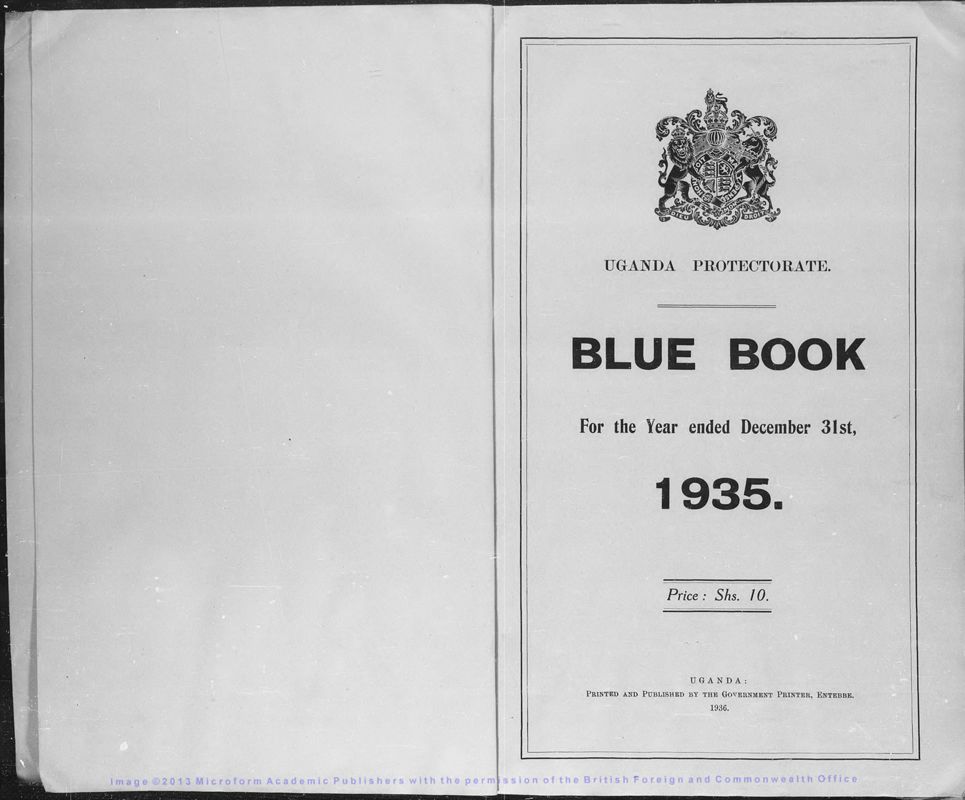 UGANDA PROTECTORATE.
BLUE BOOK
For the Year ended December 31st,
1935.
Price : Shs. 10.
UGANDA:
PRINTED AND PUBLISHED BY THE GOVERNMENT PRINTER, ENTEBBE.
1936.
Image ©2013 Microform Academic Publishers with the permission of the British Foreign and Commonwealth Office